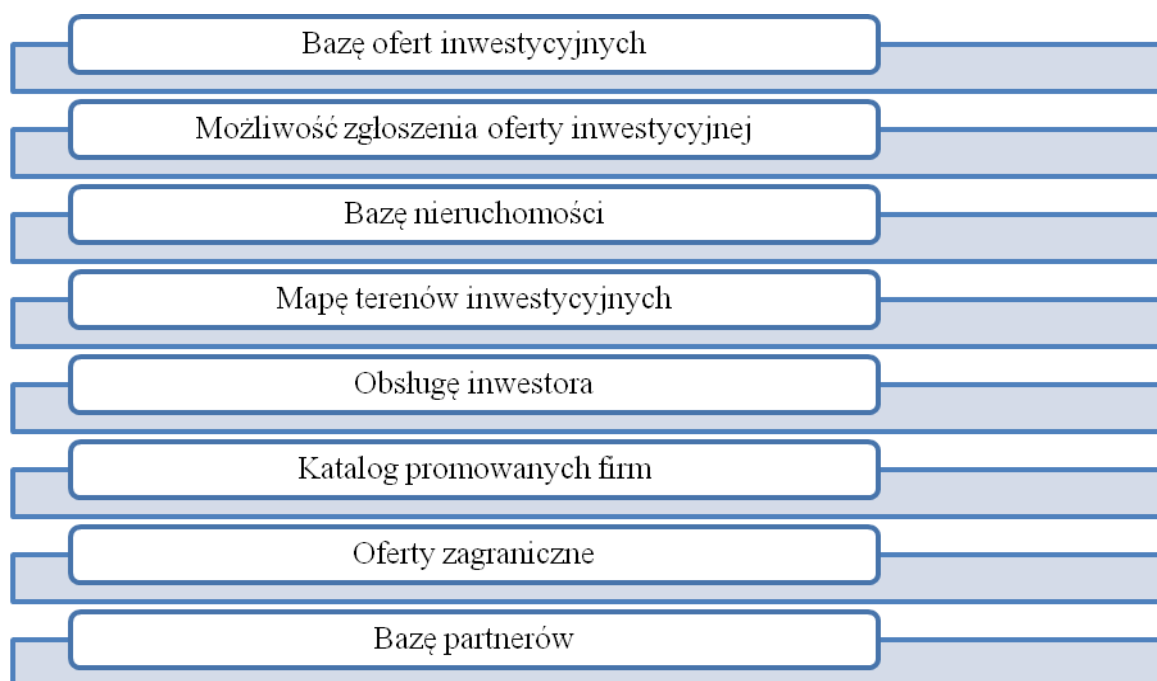 Bazę ofert inwestycyjnych
Możliwość zgłoszenia oferty inwestycyjnej
Bazę nieruchomości
Mapę terenów inwestycyjnych
Obsługę inwestora
Katalog promowanych firm
Oferty zagraniczne
Bazę partnerów